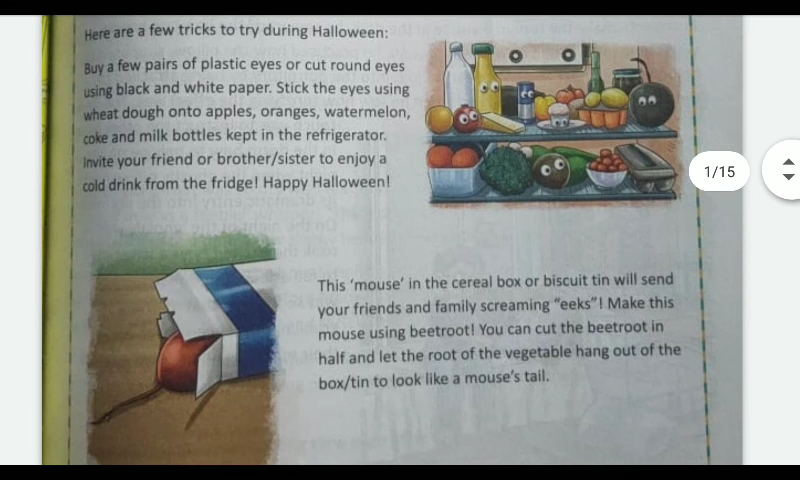 Here are a few tricks to try during Halloween:
Buy a few pairs of plastic eyes or cut round eyes
using black and white paper. Stick the eyes using
wheat dough onto apples, oranges, watermelon,
coke and milk bottles kept in the refrigerator.
Invite your friend or brother/sister to enjoy a
cold drink from the fridge! Happy Halloween!
1/15
This 'mouse' in the cereal box or biscuit tin will send
your friends and family screaming "eeks"! Make this
mouse using beetroot! You can cut the beetroot in
half and let the root of the vegetable hang out of the
box/tin to look like a mouse's tail.